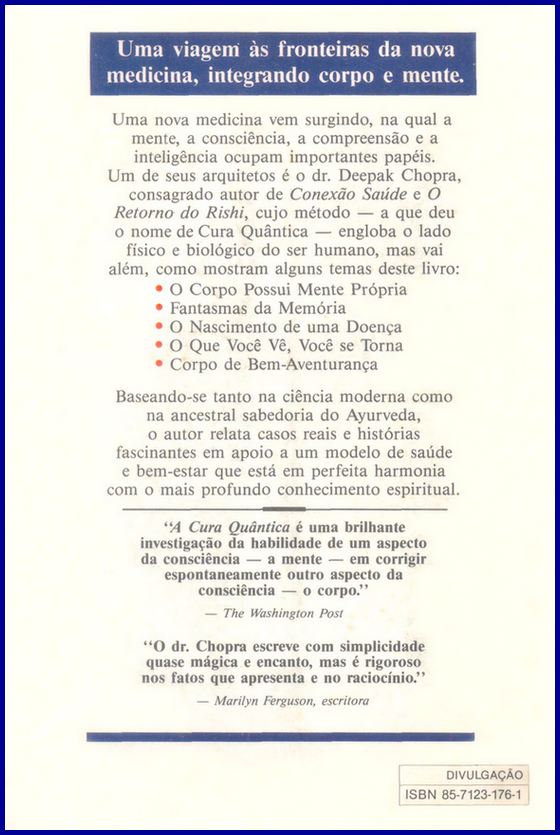 Uma viagem às fronteiras da nova
medicina, integrando corpo e mente.
Uma nova medicina vem surgindo, na qual a
mente, a consciência, a compreensão e a
inteligência ocupam importantes papéis.
Um de seus arquitetos é o dr. Deepak Chopra,
consagrado autor de Conexão Saúde e O
Retorno do Rishi, cujo método — a que deu
o nome de Cura Quântica — engloba o lado
físico e biológico do ser humano, mas vai
além, como mostram alguns temas deste livro:
• O Corpo Possui Mente Própria
• Fantasmas da Memória
• O Nascimento de uma Doença
• O Que Você Vê, Você se Torna
• Corpo de Bem-Aventurança
Baseando-se tanto na ciência moderna como
na ancestral sabedoria do Ayurveda,
o autor relata casos reais e histórias
fascinantes em apoio a um modelo de saúde
e bem-estar que está em perfeita harmonia
com o mais profundo conhecimento espiritual.
“A Cura Quântica é uma brilhante
investigação da habilidade de um aspecto
da consciência — a mente — em corrigir
espontaneamente outro aspecto da
consciência — o corpo.”
— The Washington Post
“O dr. Chopra escreve com simplicidade
quase mágica e encanto, mas é rigoroso
nos fatos que apresenta e no raciocínio.”
— Marilyn Ferguson, escritora
DIVULGAÇÃO
ISBN 85-7123-176-1